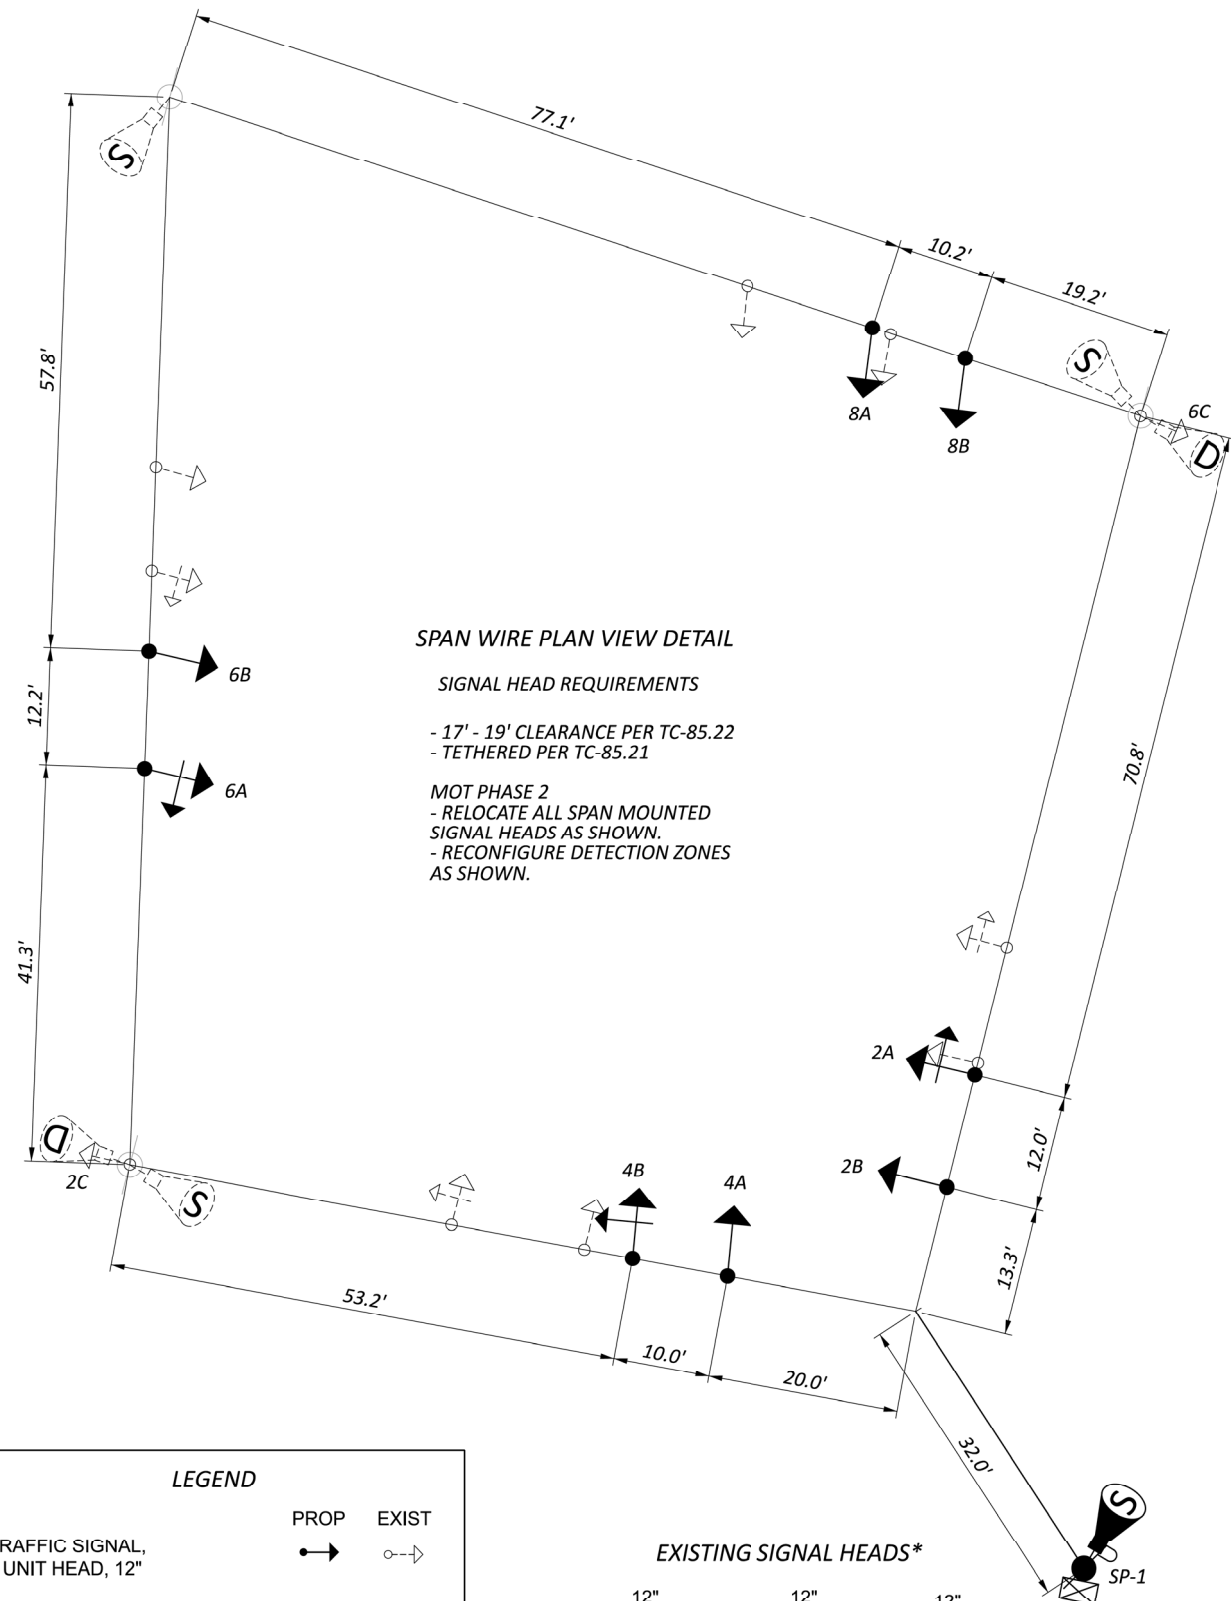 77.1'
10.2'
19.2'
S
S
57.8'
8A
8B
6C
D
6B
12.2'
6A
SPAN WIRE PLAN VIEW DETAIL
SIGNAL HEAD REQUIREMENTS
- 17' - 19' CLEARANCE PER TC-85.22
- TETHERED PER TC-85.21
MOT PHASE 2
- RELOCATE ALL SPAN MOUNTED
SIGNAL HEADS AS SHOWN.
- RECONFIGURE DETECTION ZONES
AS SHOWN.
70.8'
41.3'
2A
12.0'
2B
D
2C
S
4B
4A
13.3'
53.2'
10.0'
20.0'
32.0'
LEGEND
PROP EXIST
RAFFIC SIGNAL,
UNIT HEAD, 12"
EXISTING SIGNAL HEADS*
S
SP-1
12" 12" 12"